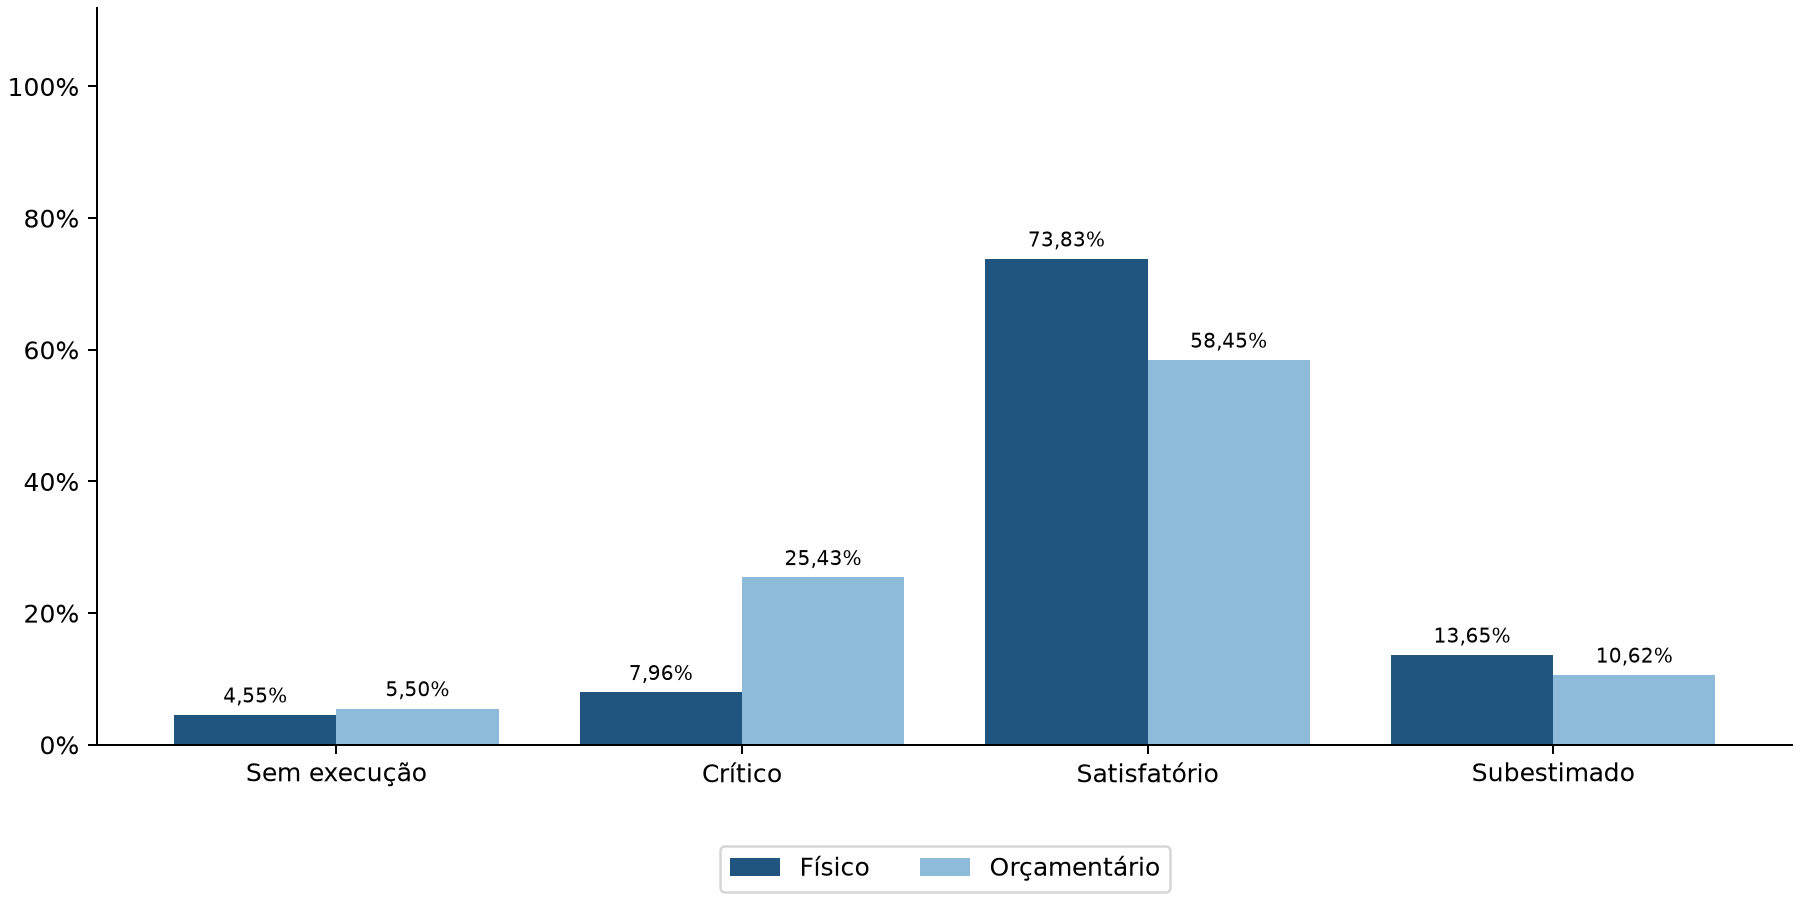 100%
80%
60%
40%
20%
0%
4,55%
5,50%
7,96%
25,43%
73,83%
58,45%
13,65%
10,62%
Sem execução
Crítico
Satisfatório
Subestimado
Físico
Orçamentário